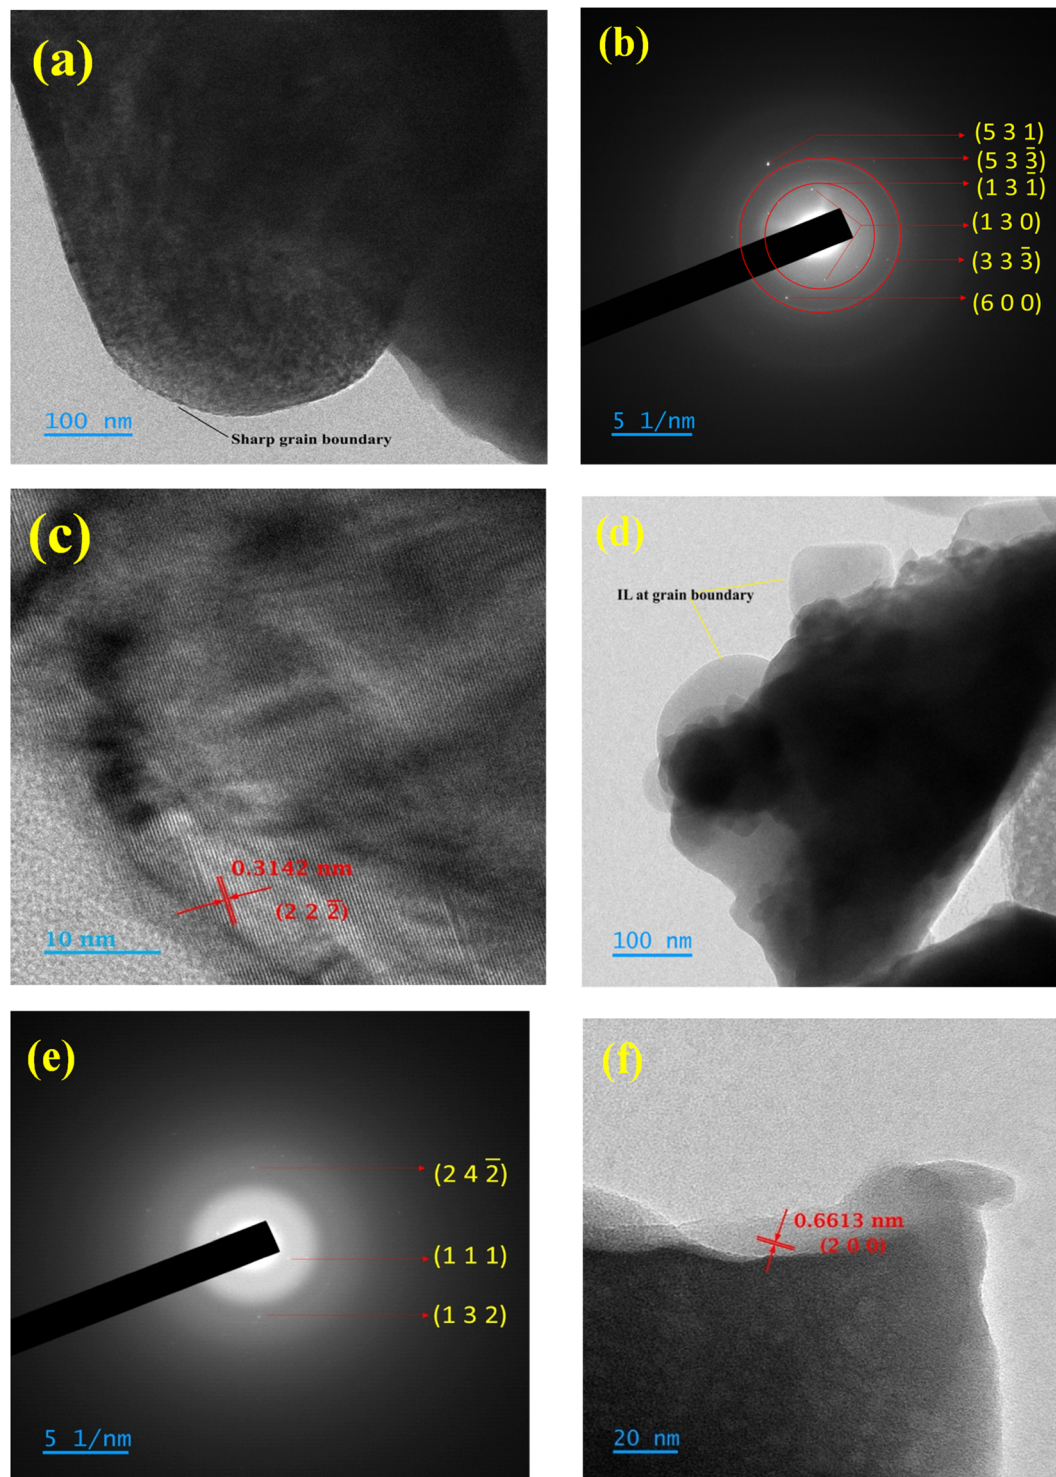 (a)
100 nm
Sharp grain boundary
(b)
(5 3 1)
(5 3 3̅)
(1 3 1̅)
(1 3 0)
(3 3 3̅)
(6 0 0)
5 1/nm
(c)
0.3142 nm
(2 2 2̅)
10 nm
(d)
IL at grain boundary
100 nm
(e)
(2 4 2̅)
(1 1 1)
(1 3 2)
5 1/nm
(f)
0.6613 nm
(2 0 0)
20 nm